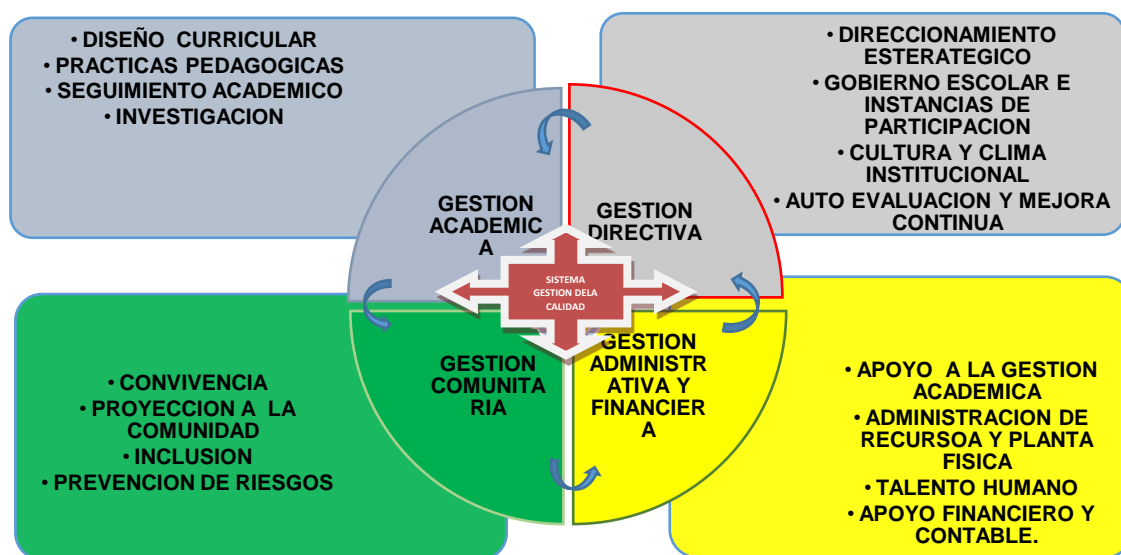 • DISEÑO CURRICULAR
• PRACTICAS PEDAGOGICAS
• SEGUIMIENTO ACADEMICO
• INVESTIGACION
• DIRECCIONAMIENTO
ESTERATEGICO
• GOBIERNO ESCOLAR E
INSTANCIAS DE
PARTICIPACION
• CULTURA Y CLIMA
INSTITUCIONAL
• AUTO EVALUACION Y MEJORA
CONTINUA
GESTION
ACADEMIC
A
GESTION
DIRECTIVA
SISTEMA
GESTION DELA
CALIDAD
GESTION
COMUNITA
RIA
GESTION
ADMINISTR
ATIVA Y
FINANCIER
A
• CONVIVENCIA
• PROYECCION A LA
COMUNIDAD
• INCLUSION
• PREVENCION DE RIESGOS
• APOYO A LA GESTION
ACADEMICA
• ADMINISTRACION DE
RECURSOA Y PLANTA
FISICA
• TALENTO HUMANO
• APOYO FINANCIERO Y
CONTABLE.